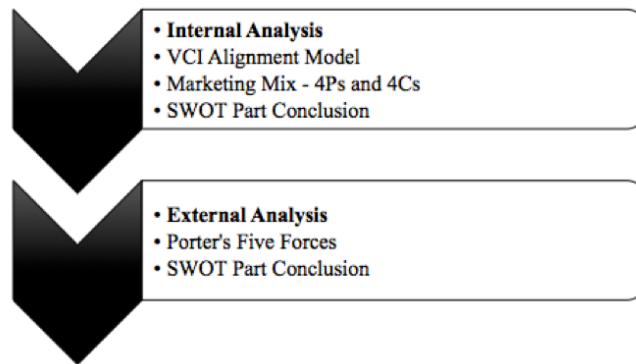 • Internal Analysis
• VCI Alignment Model
• Marketing Mix - 4Ps and 4Cs
• SWOT Part Conclusion
• External Analysis
• Porter's Five Forces
• SWOT Part Conclusion